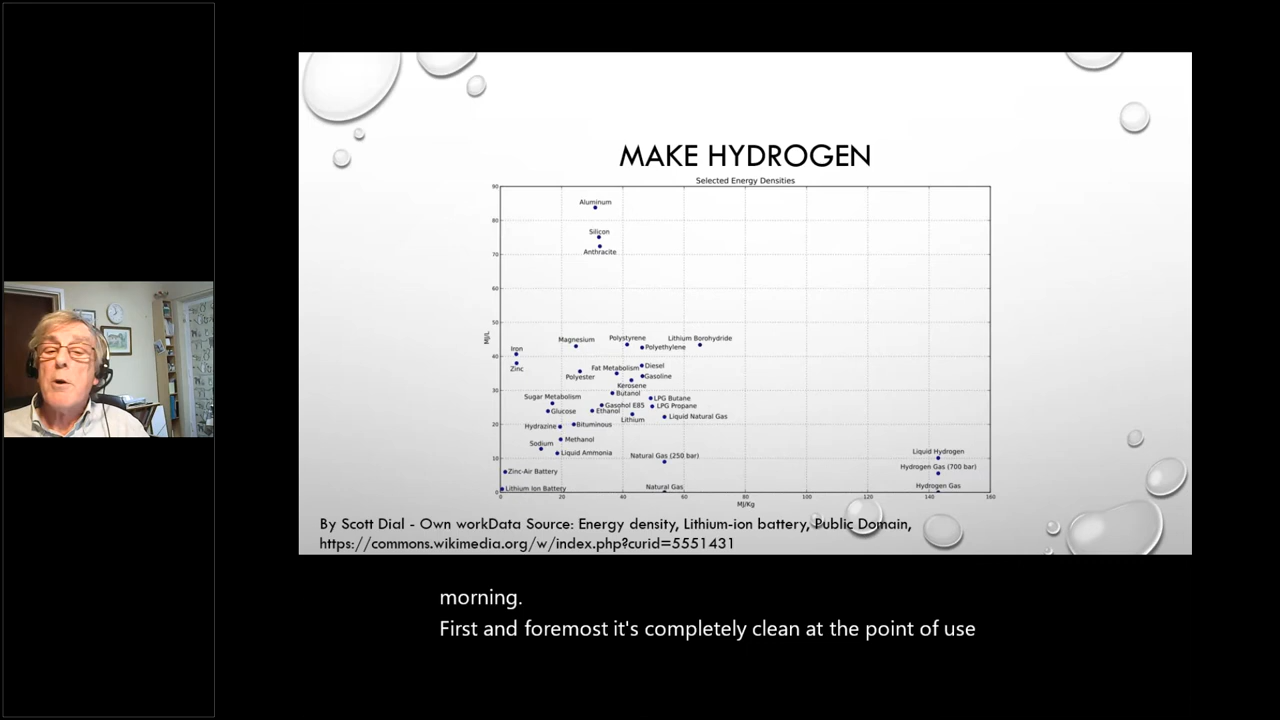 MAKE HYDROGEN
Selected Energy Densities
90
80
70
60
50
40
30
20
10
0
MJ/L
Aluminum
Silicon
Anthracite
Iron
Zinc
Magnesium
Polystyrene
Lithium Borohydride
Polyethylene
Polyester
Fat Metabolism
Diesel
Gasoline
Kerosene
Butanol
Sugar Metabolism
LPG Butane
Glucose
Gasohol E85
LPG Propane
Ethanol
Lithium
Liquid Natural Gas
Hydrazine
Bituminous
Sodium
Methanol
Liquid Ammonia
Natural Gas (250 bar)
Liquid Hydrogen
Zinc-Air Battery
Hydrogen Gas (700 bar)
Lithium Ion Battery
Natural Gas
Hydrogen Gas
0 20 40 60 80 100 120 140 160
MJ/Kg
By Scott Dial - Own workData Source: Energy density, Lithium-ion battery, Public Domain,
https://commons.wikimedia.org/w/index.php?curid=5551431
morning.
First and foremost it's completely clean at the point of use